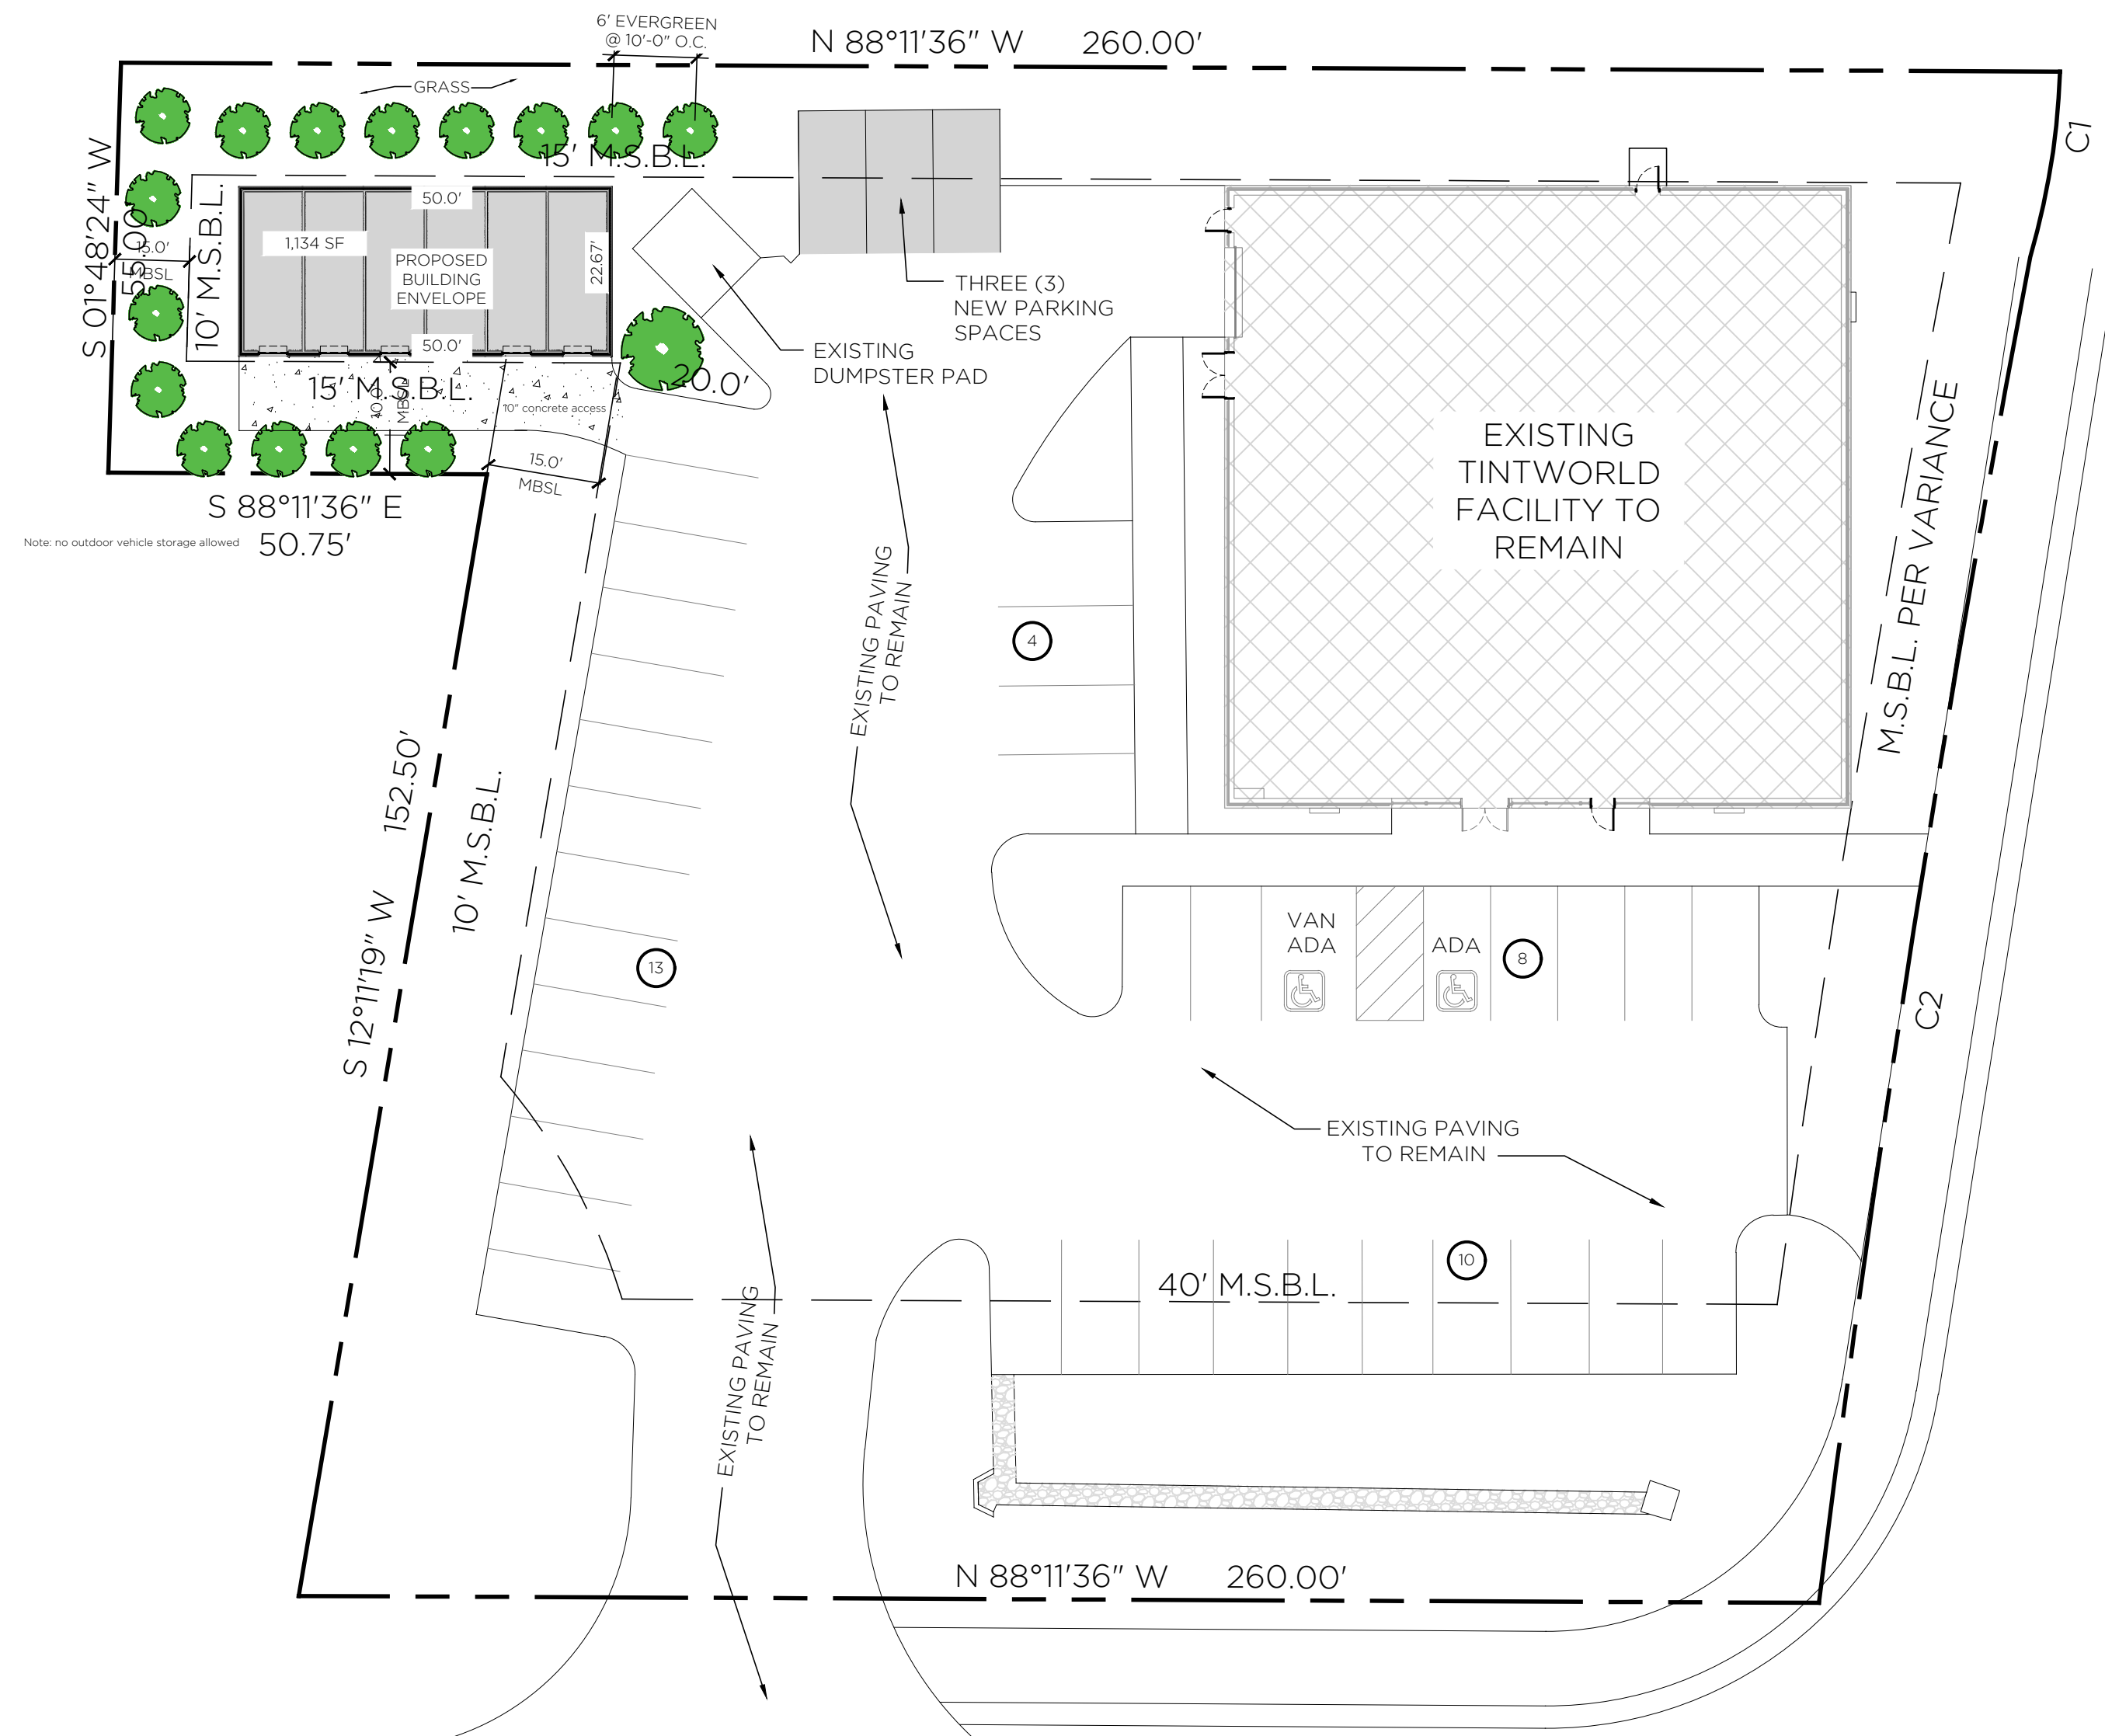 6' EVERGREEN
@ 10'-0" O.C.
N 88°11'36" W 260.00'
GRASS
C1
15' M.S.B.L.
S 01°48'24" W
55.00'
15.0'
MBSL
10' M.S.B.L.
50.0'
1,134 SF
PROPOSED
BUILDING
ENVELOPE
22.67'
50.0'
THREE (3)
NEW PARKING
SPACES
EXISTING
DUMPSTER PAD
20.0'
15' M.S.B.L.
10.0'
MBSL
10" concrete access
15.0'
MBSL
S 88°11'36" E
50.75'
Note: no outdoor vehicle storage allowed
EXISTING
TINTWORLD
FACILITY TO
REMAIN
M.S.B.L. PER VARIANCE
EXISTING PAVING
TO REMAIN
4
S 12°11'19" W 152.50'
10' M.S.B.L.
13
VAN
ADA
ADA
8
C2
EXISTING PAVING
TO REMAIN
10
40' M.S.B.L.
EXISTING PAVING
TO REMAIN
N 88°11'36" W 260.00'